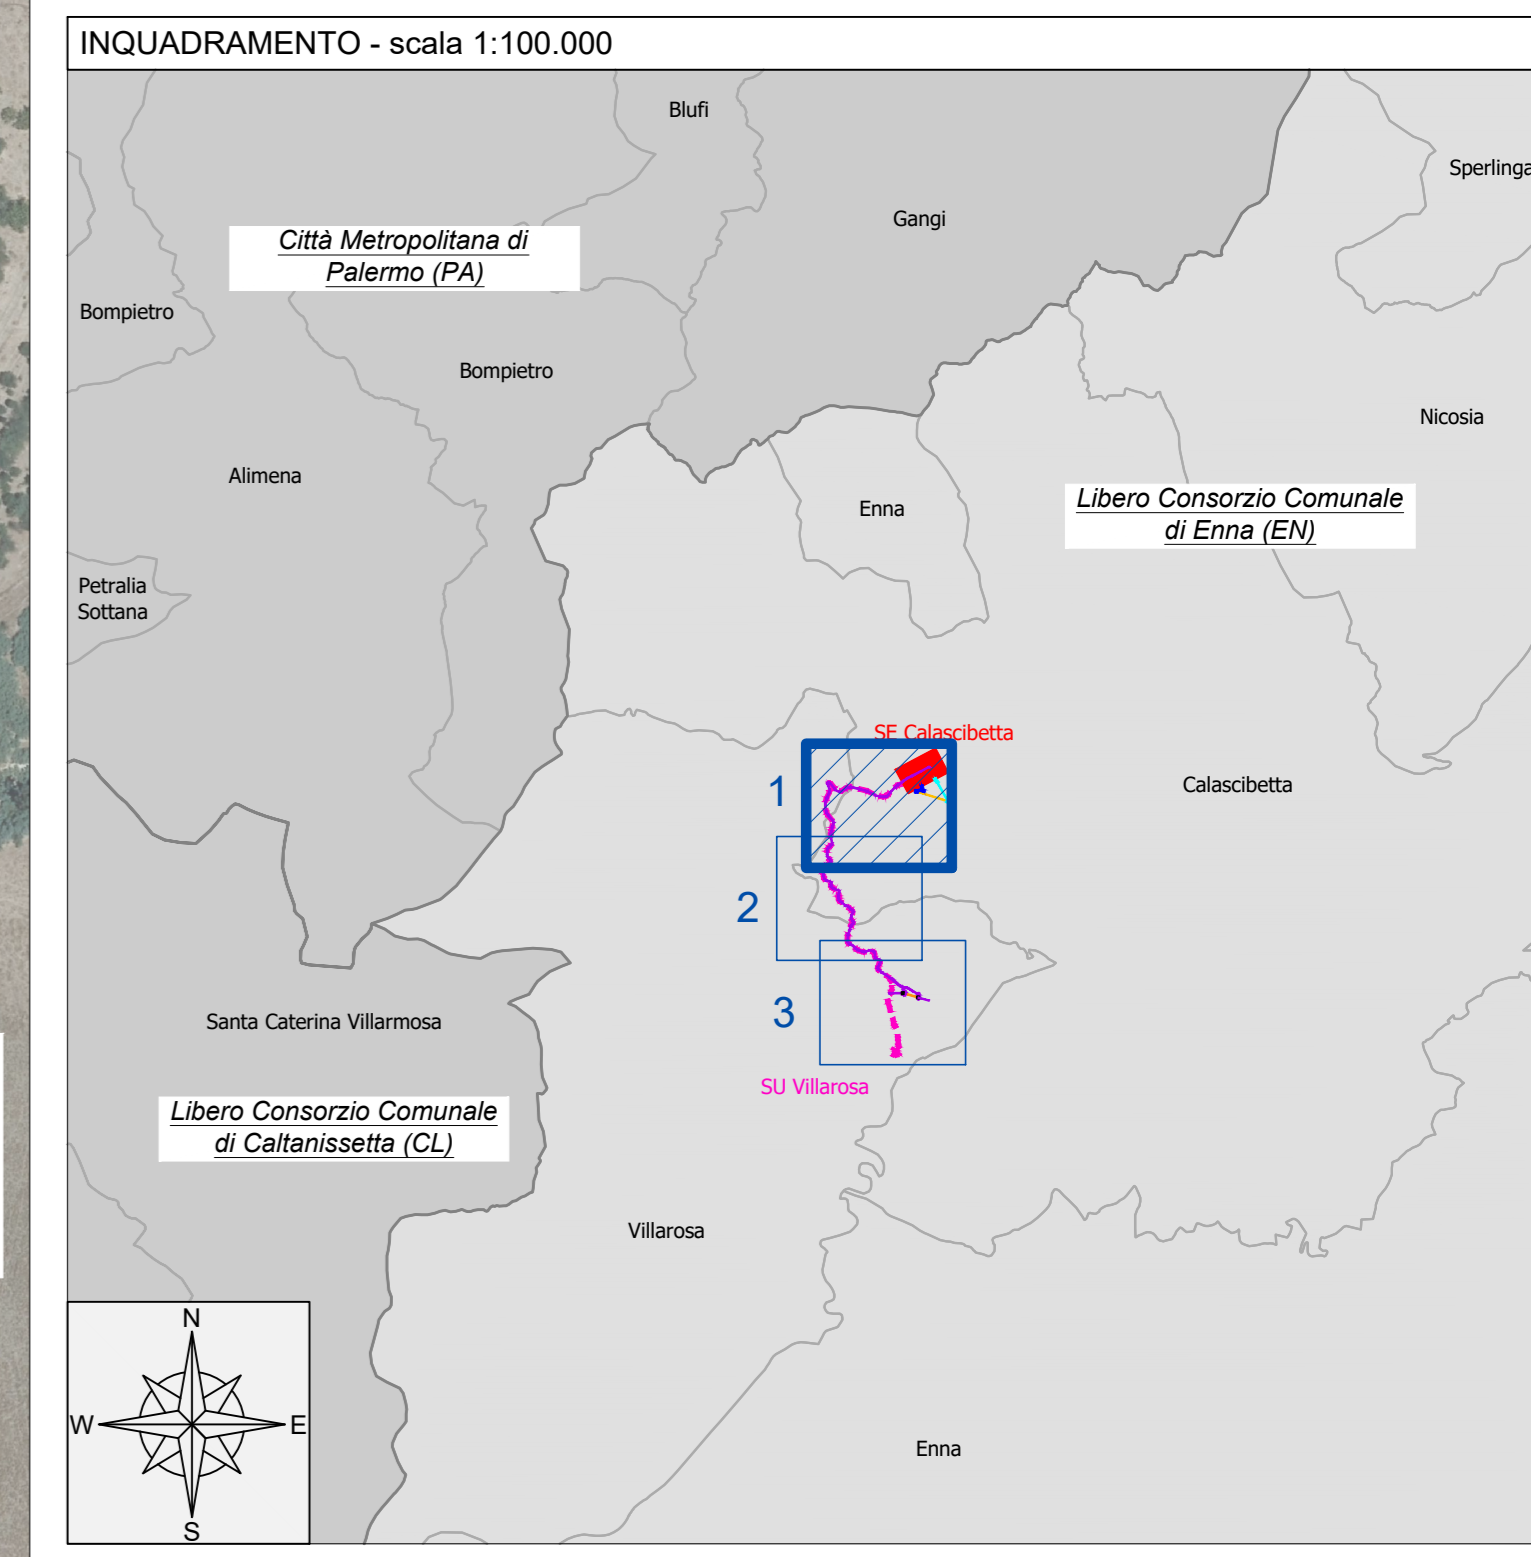 INQUADRAMENTO - scala 1:100.000
Blufi
Sperlinga
Gangi
Città Metropolitana di
Palermo (PA)
Bompietro
Bompietro
Nicosia
Alimena
Libero Consorzio Comunale
di Enna (EN)
Enna
Petralia
Sottana
SE Calascibetta
1
Calascibetta
2
3
Santa Caterina Villarmosa
SU Villarosa
Libero Consorzio Comunale
di Caltanissetta (CL)
Villarosa
Enna
N
W
E
S